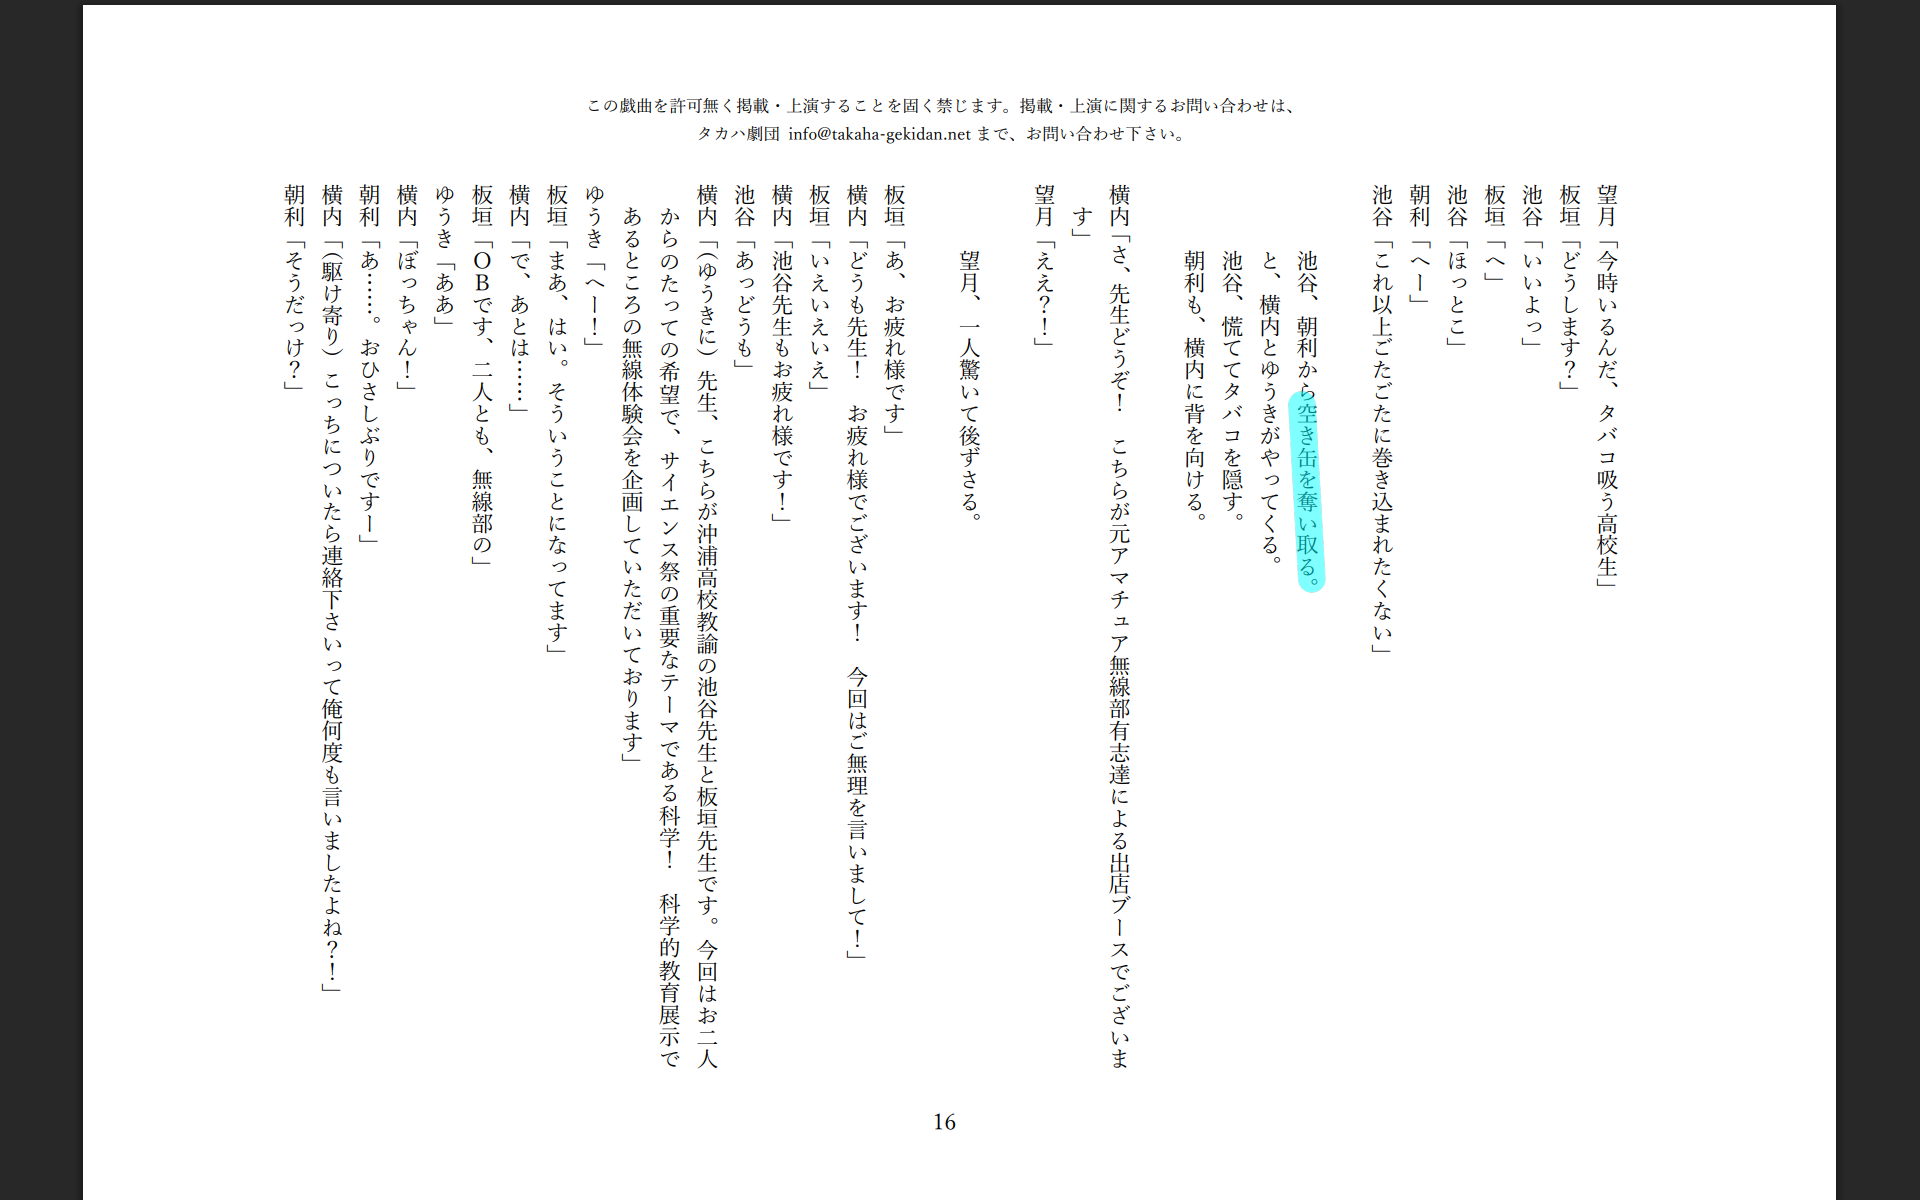 この戯曲を許可無く掲載・上演することを固く禁じます。掲載・上演に関するお問い合わせは、
タカハ劇団 info@takaha-gekidan.net まで、お問い合わせ下さい。
望月「今時いるんだ、タバコ吸う高校生」
板垣「どうします？」
池谷「いいよっ」
板垣「へ」
池谷「ほっとこ」
朝利「へー」
池谷「これ以上ごたごたに巻き込まれたくない」
池谷、朝利から空き缶を奪い取る。
と、横内とゆうきがやってくる。
池谷、慌ててタバコを隠す。
朝利も、横内に背を向ける。
横内「さ、先生どうぞ！　こちらが元アマチュア無線部有志達による出店ブースでございま
す」
望月「ええ？！」
望月、一人驚いて後ずさる。
板垣「あ、お疲れ様です」
横内「どうも先生！　お疲れ様でございます！　今回はご無理を言いまして！」
板垣「いえいえいえ」
横内「池谷先生もお疲れ様です！」
池谷「あっどうも」
横内「（ゆうきに）先生、こちらが沖浦高校教諭の池谷先生と板垣先生です。今回はお二人
からのたっての希望で、サイエンス祭の重要なテーマである科学！　科学的教育展示で
あるところの無線体験会を企画していただいております」
ゆうき「へー！」
板垣「まあ、はい。そういうことになってます」
横内「で、あとは……」
板垣「ＯＢです、二人とも、無線部の」
ゆうき「ああ」
横内「ぼっちゃん！」
朝利「あ……。おひさしぶりですー」
横内「（駆け寄り）こっちについたら連絡下さいって俺何度も言いましたよね？！」
朝利「そうだっけ？」
16